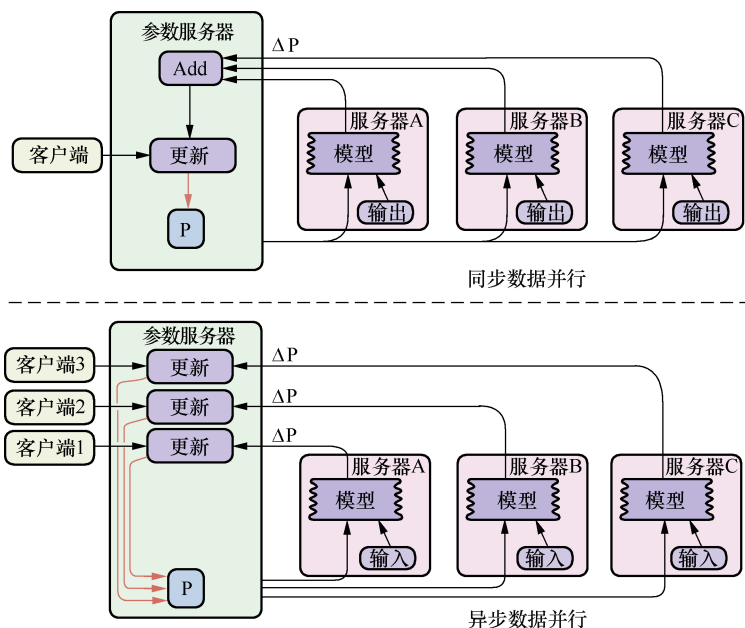 参数服务器
ΔP
Add
服务器A
服务器B
服务器C
客户端
更新
模型
模型
模型
P
输出
输出
输出
同步数据并行
参数服务器
客户端3
更新
ΔP
客户端2
更新
ΔP
客户端1
更新
ΔP
服务器A
服务器B
服务器C
模型
模型
模型
P
输入
输入
输入
异步数据并行